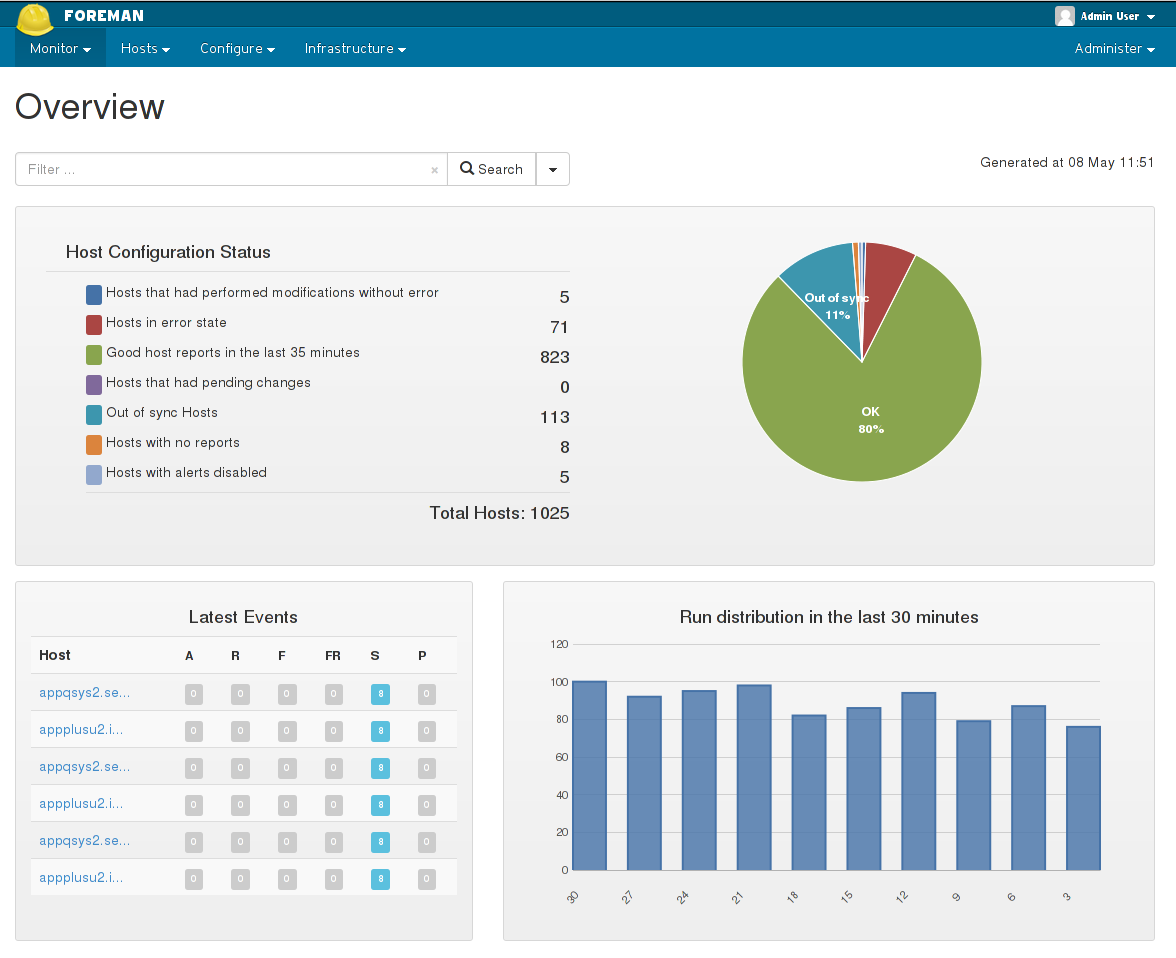 FOREMAN
Admin User
Monitor Hosts Configure Infrastructure Administer
Overview
Filter ... × Search
Generated at 08 May 11:51
Host Configuration Status
Hosts that had performed modifications without error 5
Hosts in error state 71
Good host reports in the last 35 minutes 823
Hosts that had pending changes 0
Out of sync Hosts 113
Hosts with no reports 8
Hosts with alerts disabled 5
Total Hosts: 1025
Out of sync
11%
OK
80%
Latest Events
Host A R F FR S P
appqsys2.se... 0 0 0 0 8 0
appplusu2.i... 0 0 0 0 8 0
appqsys2.se... 0 0 0 0 8 0
appplusu2.i... 0 0 0 0 8 0
appqsys2.se... 0 0 0 0 8 0
appplusu2.i... 0 0 0 0 8 0
Run distribution in the last 30 minutes
120
100
80
60
40
20
0
30 27 24 21 18 15 12 9 6 3